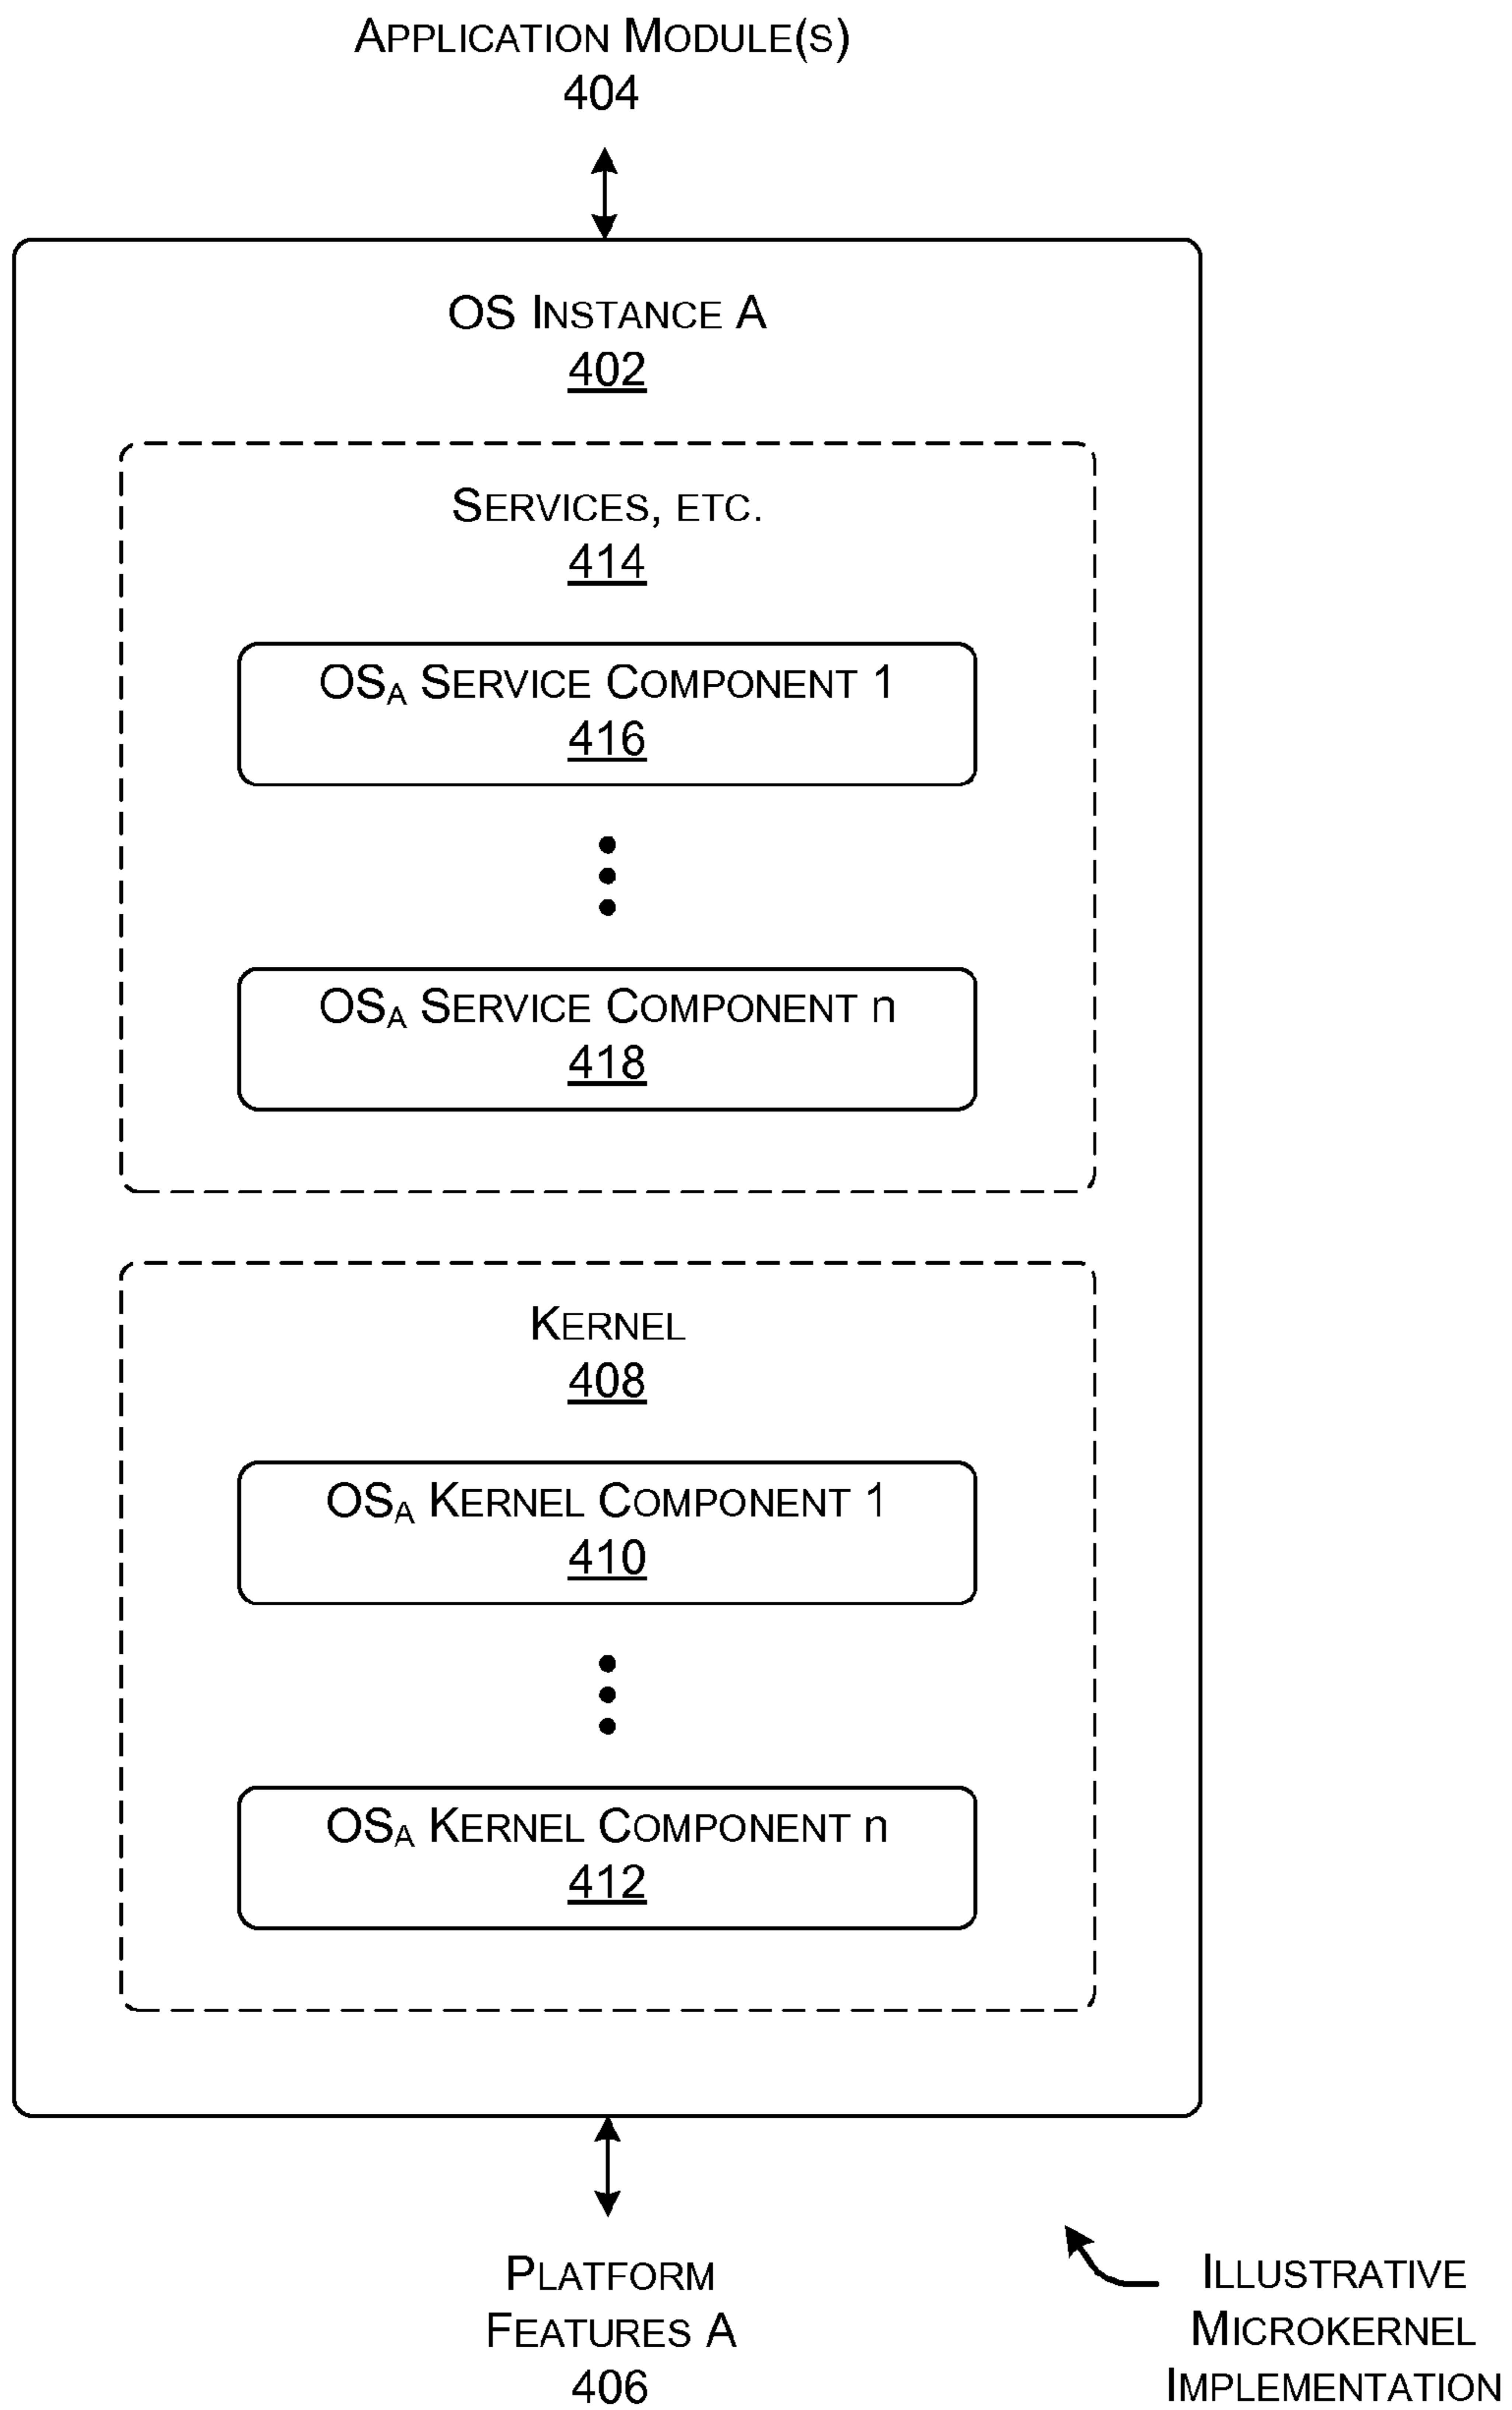 APPLICATION MODULE(S)
404
OS INSTANCE A
402
SERVICES, ETC.
414
OSA SERVICE COMPONENT 1
416
OSA SERVICE COMPONENT n
418
KERNEL
408
OSA KERNEL COMPONENT 1
410
OSA KERNEL COMPONENT n
412
PLATFORM
FEATURES A
406
ILLUSTRATIVE
MICROKERNEL
IMPLEMENTATION